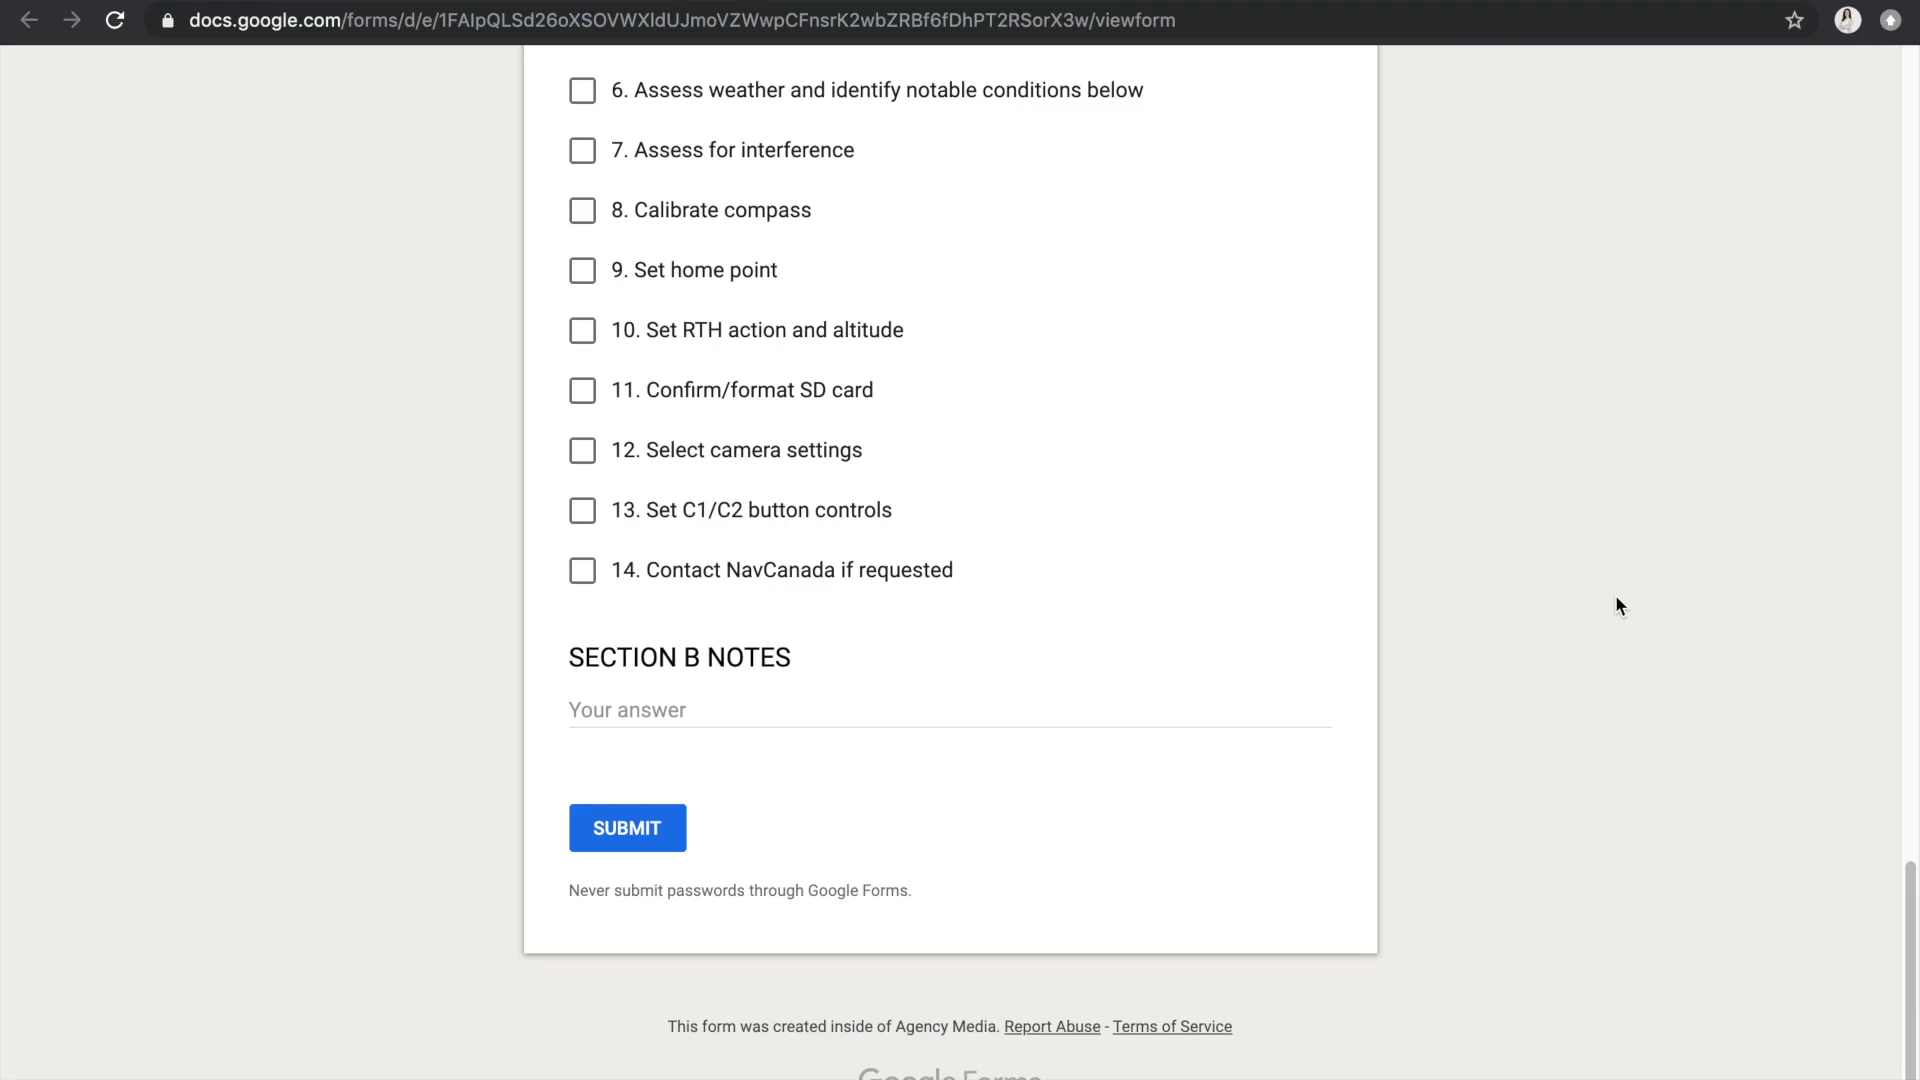 docs.google.com/forms/d/e/1FAIpQLSd26oXSOVWXIdUJmoVZWwpCFnsrK2wbZRBf6fDhPT2RSorX3w/viewform
6. Assess weather and identify notable conditions below
7. Assess for interference
8. Calibrate compass
9. Set home point
10. Set RTH action and altitude
11. Confirm/format SD card
12. Select camera settings
13. Set C1/C2 button controls
14. Contact NavCanada if requested
SECTION B NOTES
Your answer
SUBMIT
Never submit passwords through Google Forms.
This form was created inside of Agency Media. Report Abuse - Terms of Service
Google Forms